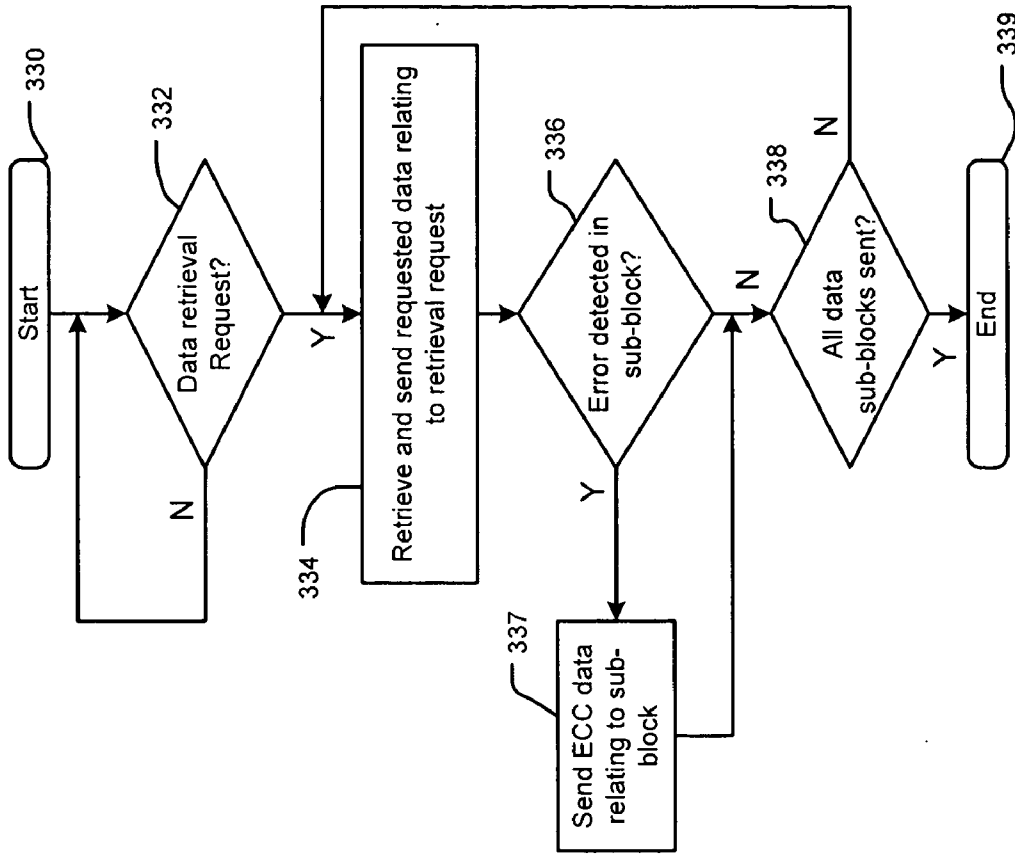 Start
330
Data retrieval
Request?
332
N
Y
Retrieve and send requested data relating
to retrieval request
334
Error detected in
sub-block?
336
Y
N
Send ECC data
relating to sub-
block
337
All data
sub-blocks sent?
338
N
Y
End
339